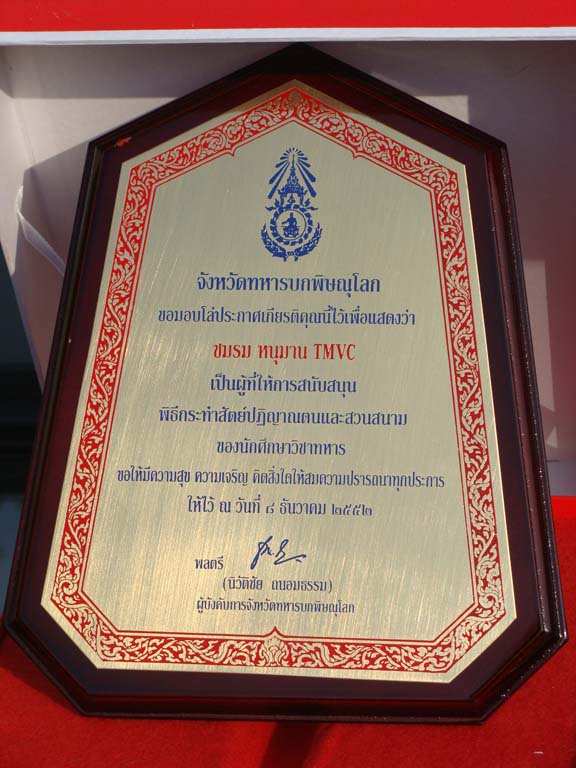 จังหวัดทหารบกพิษณุโลก
ขอมอบโล่ประกาศเกียรติคุณนี้ไว้เพื่อแสดงว่า
ชมรม หนุมาน TMVC
เป็นผู้ที่ให้การสนับสนุน
พิธีกระทำสัตย์ปฏิญาณตนและสวนสนาม
ของนักศึกษาวิชาทหาร
ขอให้มีความสุข ความเจริญ คิดสิ่งใดให้สมความปรารถนาทุกประการ
ให้ไว้ ณ วันที่ ๘ ธันวาคม ๒๕๕๒
พลตรี
(นิวัติชัย ถนอมธรรม)
ผู้บังคับการจังหวัดทหารบกพิษณุโลก